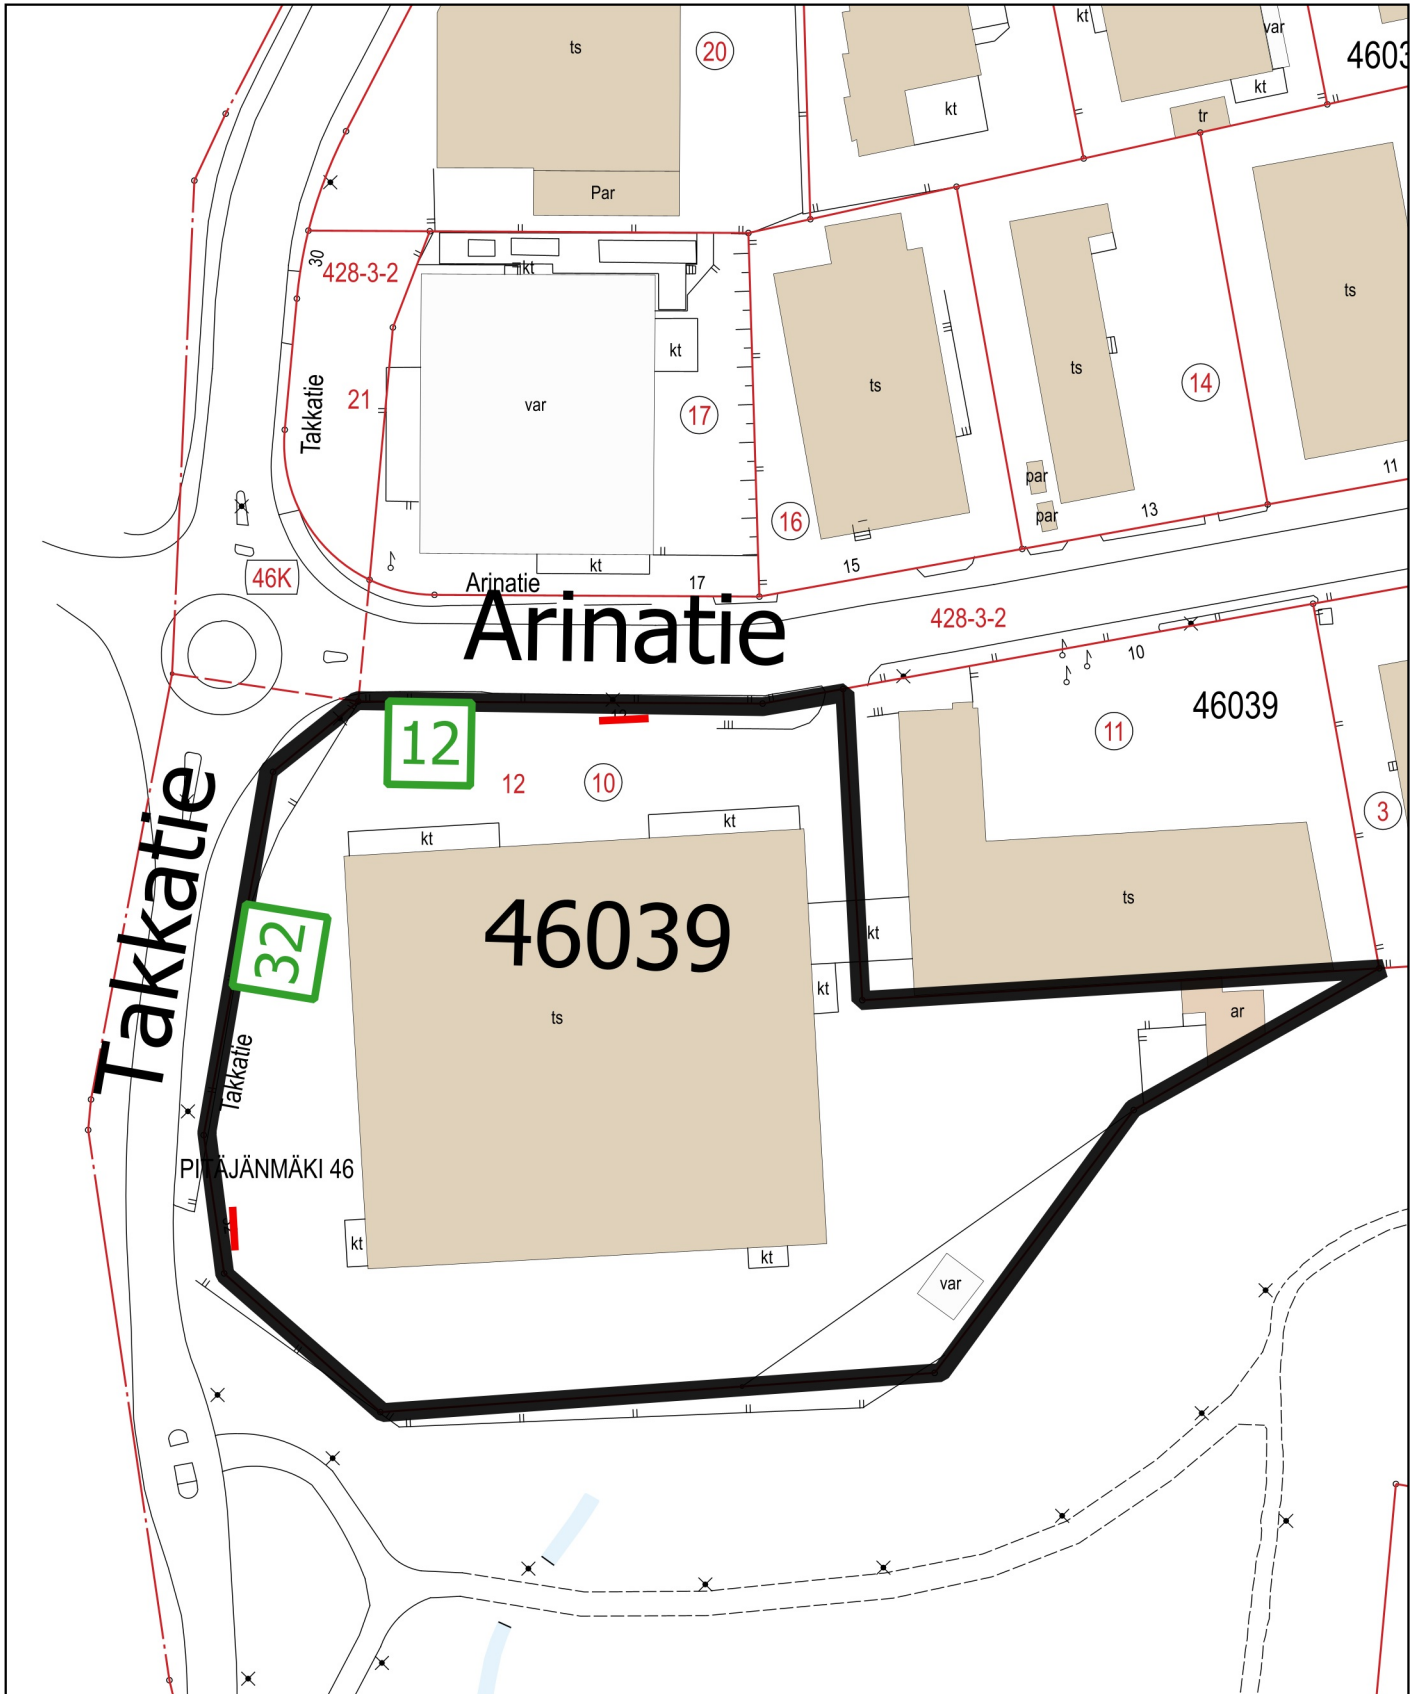 ts
20
kt
var
4603
kt
kt
tr
Par
30
428-3-2
kt
ts
kt
ts
ts
14
Takkatie
21
var
17
11
par
16
par
13
15
kt
46K
Arinatie
17
Arinatie
428-3-2
10
46039
12
11
12
10
3
Takkatie
kt
kt
46039
ts
32
kt
kt
ts
ar
Takkatie
PITÄJÄNMÄKI 46
kt
kt
var